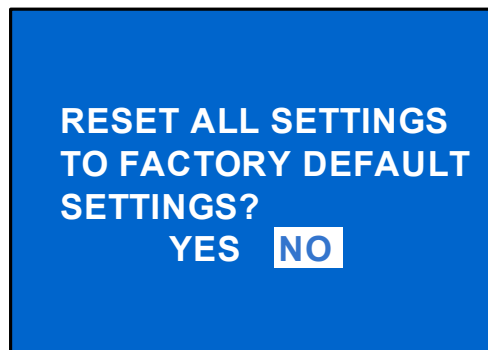 RESET ALL SETTINGS
TO FACTORY DEFAULT
SETTINGS?
YES NO